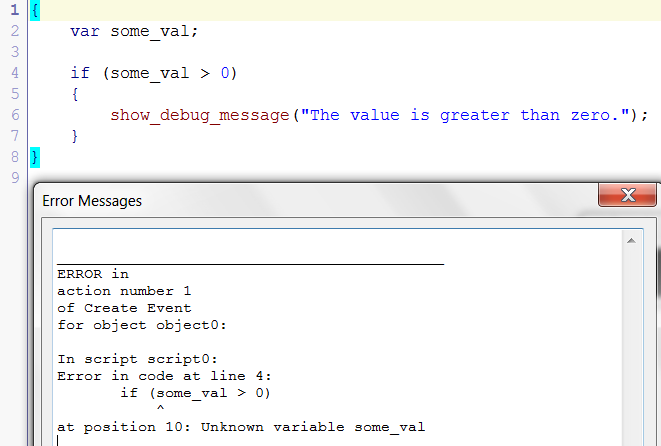 1 {
2 var some_val;
3
4 if (some_val > 0)
5 {
6 show_debug_message("The value is greater than zero.");
7 }
8 }
9
Error Messages
ERROR in
action number 1
of Create Event
for object object0:
In script script0:
Error in code at line 4:
if (some_val > 0)
^
at position 10: Unknown variable some_val